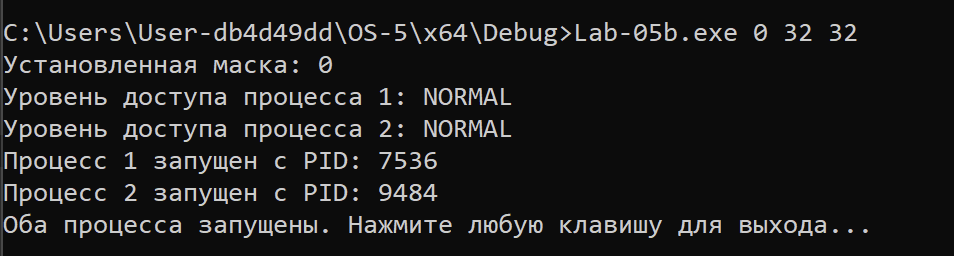 C:\Users\User-db4d49dd\OS-5\x64\Debug>Lab-05b.exe 0 32 32
Установленная маска: 0
Уровень доступа процесса 1: NORMAL
Уровень доступа процесса 2: NORMAL
Процесс 1 запущен с PID: 7536
Процесс 2 запущен с PID: 9484
Оба процесса запущены. Нажмите любую клавишу для выхода...